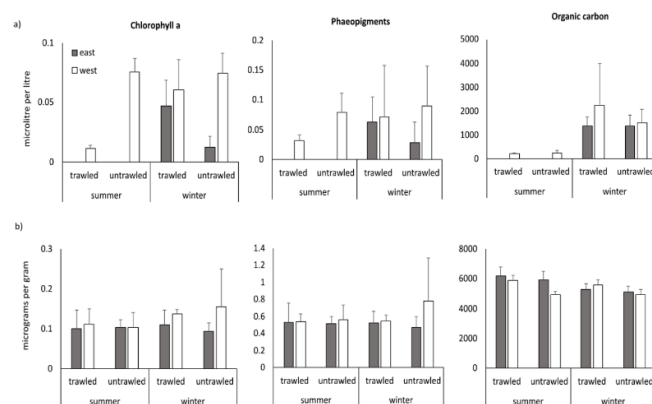 a)
Chlorophyll a
Phaeopigments
Organic carbon
microlitre per litre
0.1
0.05
0
east
west
trawled untrawled trawled untrawled
summer winter
0.2
0.15
0.1
0.05
0
trawled untrawled trawled untrawled
summer winter
5000
4000
3000
2000
1000
0
trawled untrawled trawled untrawled
summer winter
b)
micrograms per gram
0.3
0.2
0.1
0
trawled untrawled trawled untrawled
summer winter
1.4
1.2
1
0.8
0.6
0.4
0.2
0
trawled untrawled trawled untrawled
summer winter
8000
6000
4000
2000
0
trawled untrawled trawled untrawled
summer winter